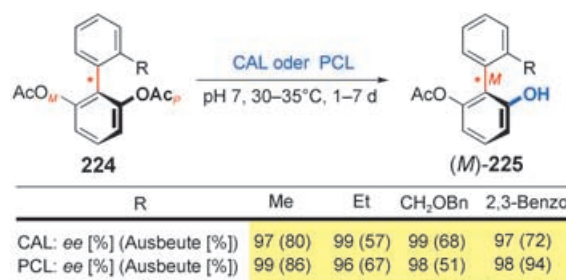 R
CAL oder PCL
R
* 
* M
AcO M
OAc P
AcO
OH
pH 7, 30–35°C, 1–7 d
224
(M)-225
R Me Et CH₂OBn 2,3-Benzo
CAL: ee [%] (Ausbeute [%]) 97 (80) 99 (57) 99 (68) 97 (72)
PCL: ee [%] (Ausbeute [%]) 99 (86) 96 (67) 98 (51) 98 (94)